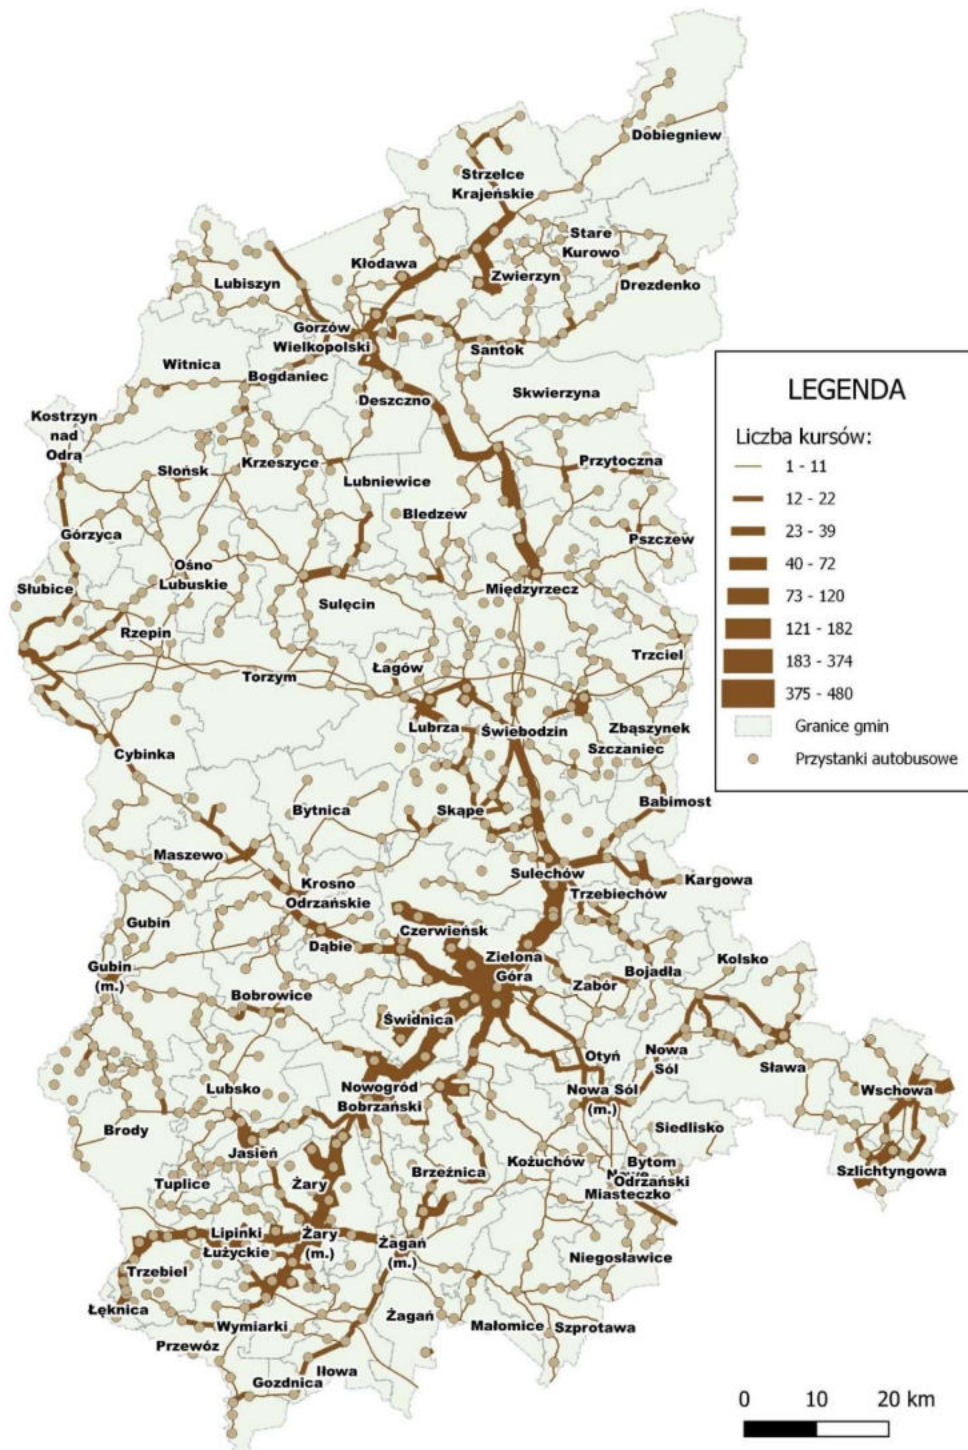 Dobiegniew
Strzelce
Krajeńskie
Stare
Kurowo
Kłodawa
Zwierzyn
Lubiszyn
Drezdenko
Gorzów
Wielkopolski
Santok
Witnica
Bogdaniec
Deszczno
Skwierzyna
Kostrzyn
nad
Odrą
Słońsk
Krzeszyce
Przytoczna
Lubniewice
Bledzew
Górzyca
Pszczew
Ośno
Lubuskie
Słubice
Międzyrzecz
Sulęcin
Rzepin
Trzciel
Łagów
Torzym
Lubrza
Świebodzin
Zbąszynek
Szczaniec
Cybinka
Babimost
Bytnica
Skąpe
Maszewo
Sulechów
Kargowa
Krosno
Odrzańskie
Trzebiechów
Gubin
Czerwieńsk
Dąbie
Zielona
Góra
Kolsko
Gubin
(m.)
Bojadła
Zabór
Bobrowice
Świdnica
Otyń
Nowa
Sól
Sława
Lubsko
Nowogród
Bobrzański
Nowa Sól
(m.)
Wschowa
Brody
Siedlisko
Jasień
Kożuchów
Bytom
Odrzański
Szlichtyngowa
Tuplice
Żary
Brzeźnica
Nowe
Miasteczko
Lipinki
Łużyckie
Żary
(m.)
Żagań
(m.)
Niegosławice
Trzebiel
Łęknica
Żagań
Wymiarki
Małomice
Szprotawa
Przewóz
Iłowa
Gozdnica
LEGENDA
Liczba kursów:
1 - 11
12 - 22
23 - 39
40 - 72
73 - 120
121 - 182
183 - 374
375 - 480
Granice gmin
Przystanki autobusowe
0 10 20 km